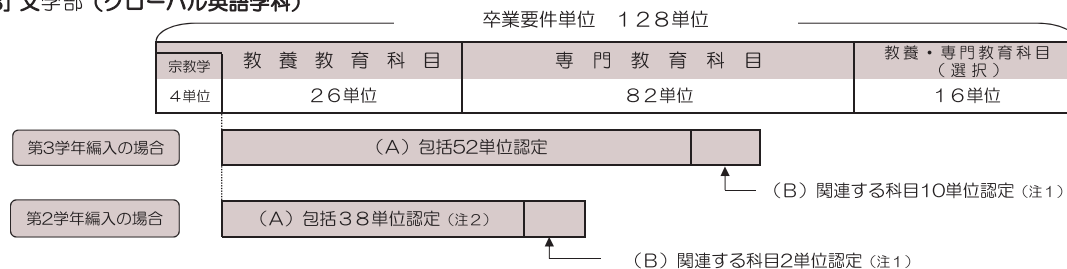 文学部（グローバル英語学科）
卒業要件単位　１２８単位
宗教学
教養教育科目
専門教育科目
教養・専門教育科目
（選択）
４単位
２６単位
８２単位
１６単位
第3学年編入の場合
（Ａ）包括52単位認定
（Ｂ）関連する科目10単位認定（注１）
第2学年編入の場合
（Ａ）包括３８単位認定（注２）
（Ｂ）関連する科目2単位認定（注１）